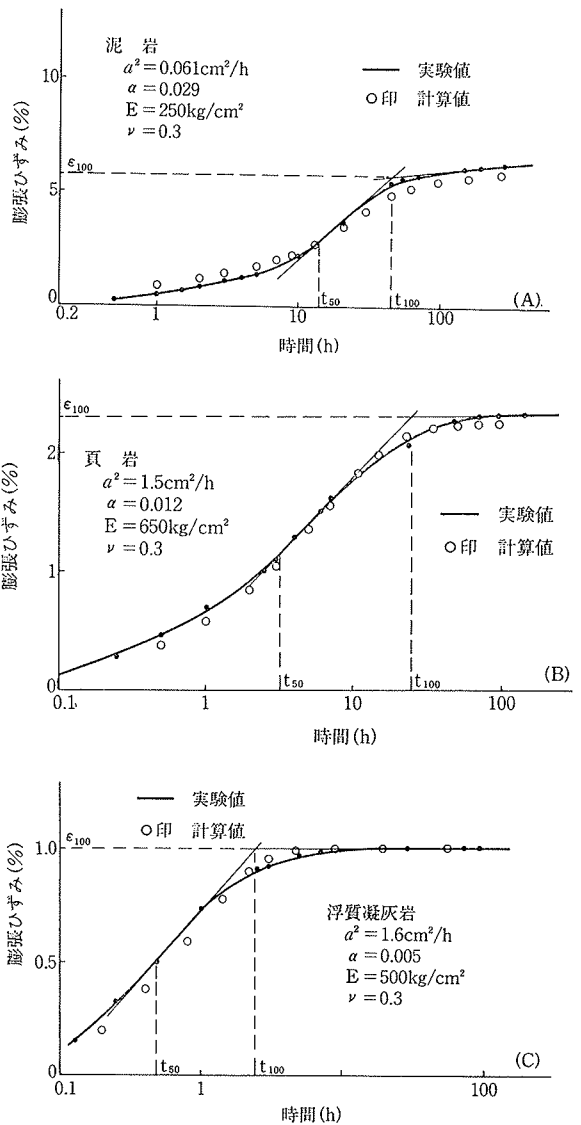 泥 岩
a²=0.061cm²/h
α=0.029
E=250kg/cm²
ν=0.3
実験値
○印 計算値
膨張ひずみ(%)
10
ε₁₀₀
5
0
0.2
1
10
100
t₅₀
t₁₀₀
(A).
時間(h)
ε₁₀₀
2
頁 岩
a²=1.5cm²/h
α=0.012
E=650kg/cm²
ν=0.3
実験値
○印 計算値
膨張ひずみ(%)
1
0
0.1
1
10
100
t₅₀
t₁₀₀
(B)
時間(h)
実験値
○印 計算値
ε₁₀₀
1.0
膨張ひずみ(%)
浮質凝灰岩
a²=1.6cm²/h
α=0.005
E=500kg/cm²
ν=0.3
0.5
0
0.1
1
100
t₅₀
t₁₀₀
(C)
時間(h)